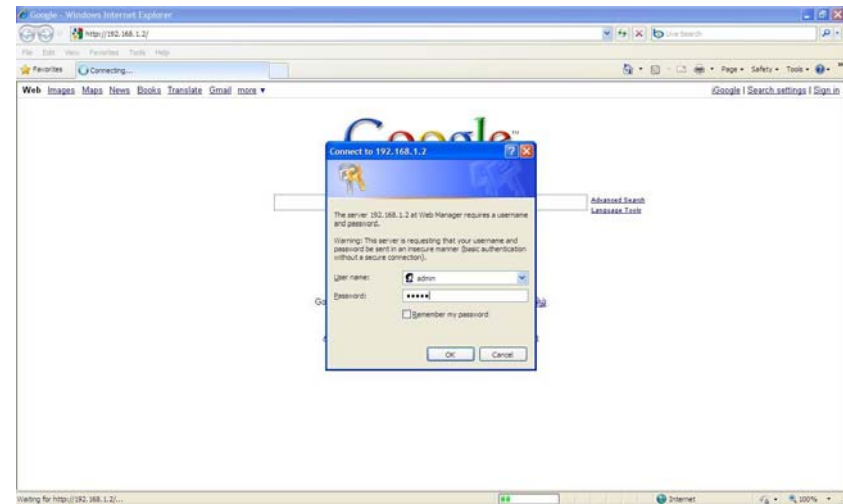 Google - Windows Internet Explorer
http://192.168.1.2/
Live Search
File Edit View Favorites Tools Help
Favorites
Connecting...
Page Safety Tools
Web Images Maps News Books Translate Gmail more ▼
iGoogle | Search settings | Sign in
Google™
Connect to 192.168.1.2
Advanced Search
Language Tools
The server 192.168.1.2 at Web Manager requires a username
and password.
Warning: This server is requesting that your username and
password be sent in an insecure manner (basic authentication
without a secure connection).
User name: admin
Password: •••••
Go
Remember my password
OK Cancel
Waiting for http://192.168.1.2/...
Internet
100%